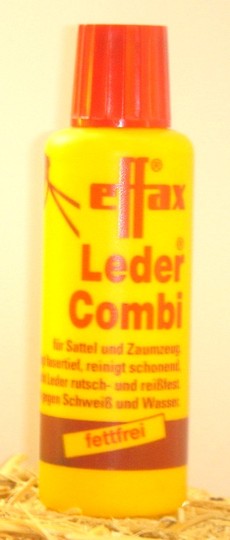 effax®
Leder®
Combi
für Sattel und Zaumzeug.
reinigt schonend,
Leder rutsch- und reißfest.
Schweiß und Wasser.
fettfrei